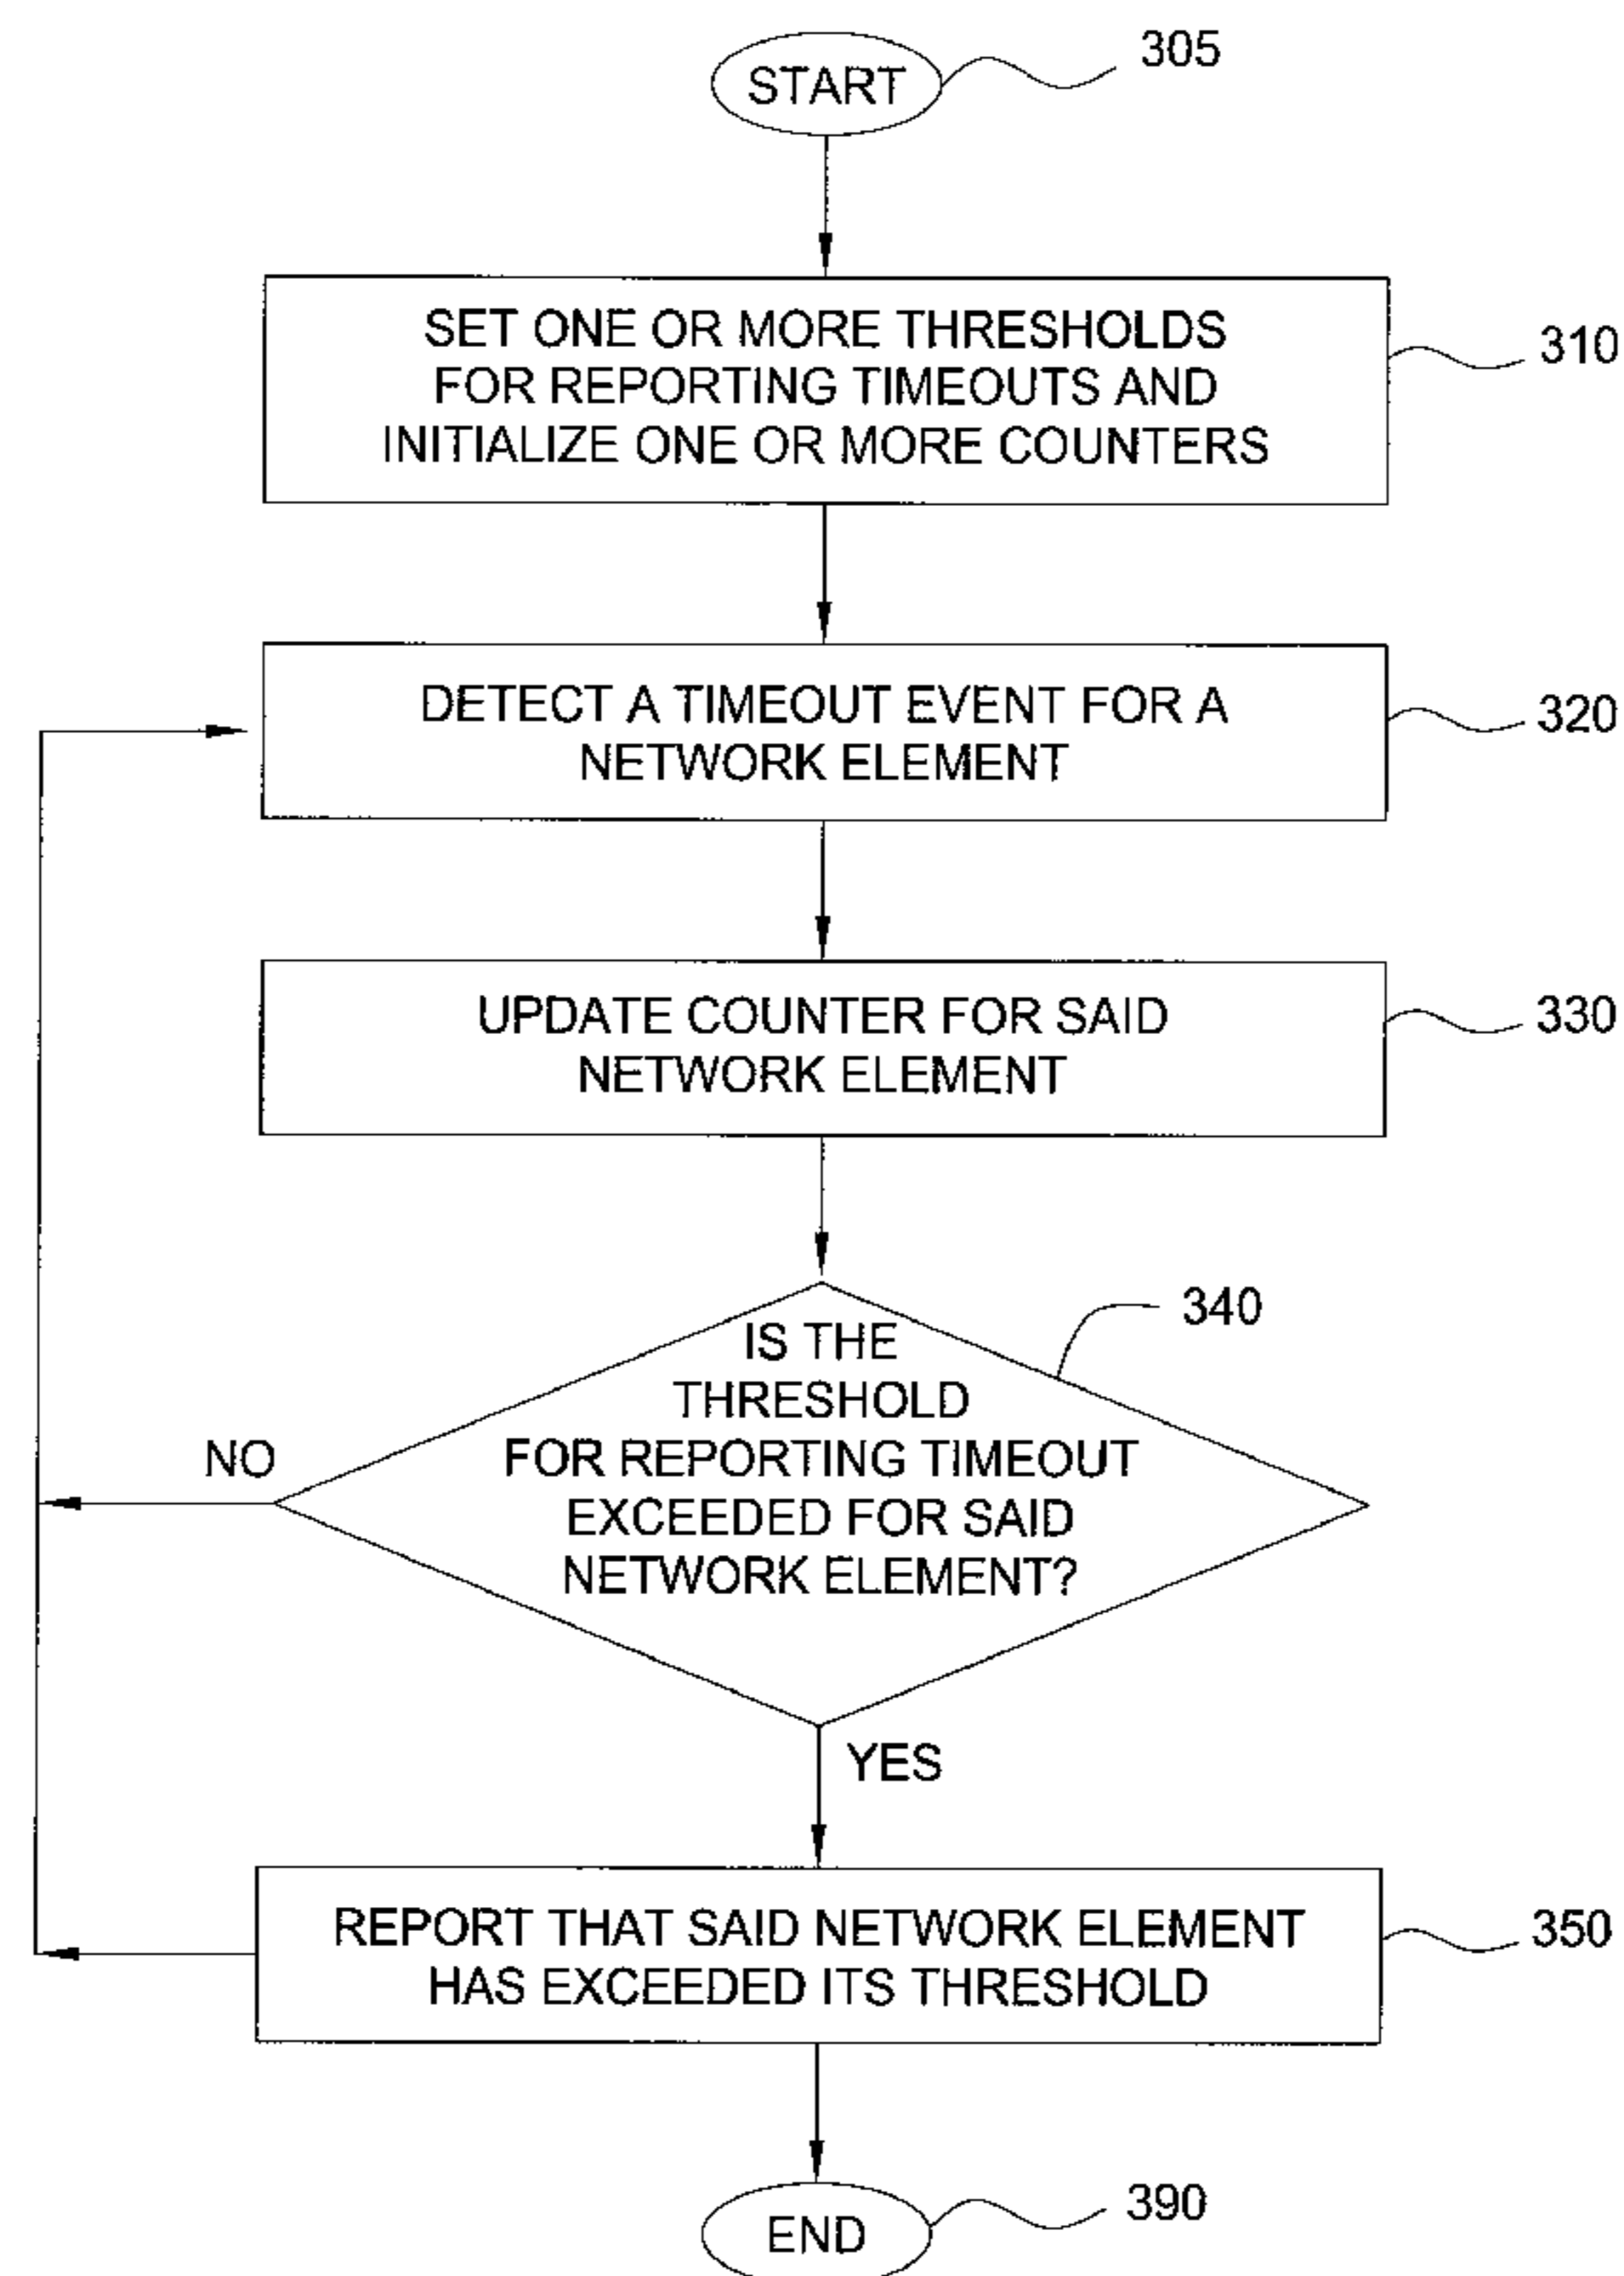 START
305
SET ONE OR MORE THRESHOLDS
FOR REPORTING TIMEOUTS AND
INITIALIZE ONE OR MORE COUNTERS
310
DETECT A TIMEOUT EVENT FOR A
NETWORK ELEMENT
320
UPDATE COUNTER FOR SAID
NETWORK ELEMENT
330
IS THE
THRESHOLD
FOR REPORTING TIMEOUT
EXCEEDED FOR SAID
NETWORK ELEMENT?
340
NO
YES
REPORT THAT SAID NETWORK ELEMENT
HAS EXCEEDED ITS THRESHOLD
350
END
390